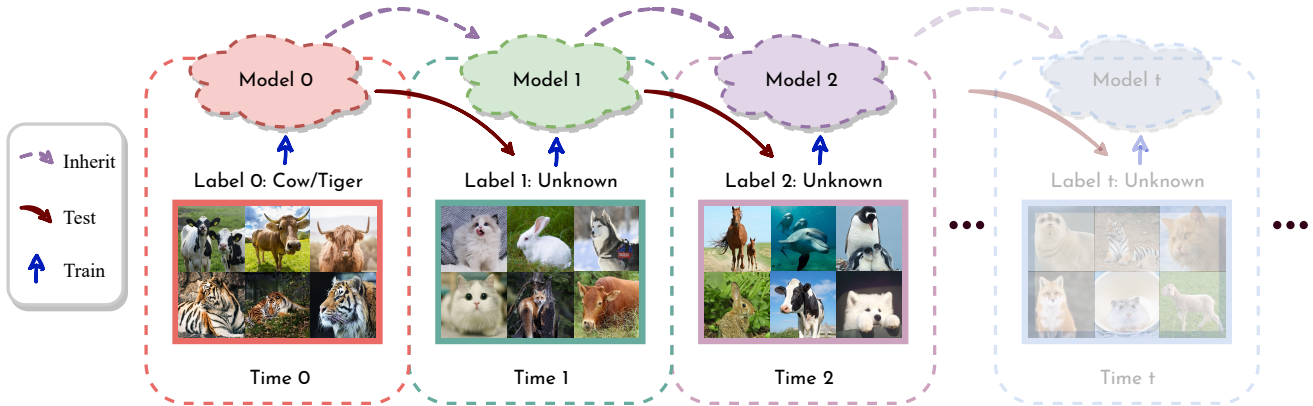 Model 0
Model 1
Model 2
Model t
Inherit
Test
Train
Label 0: Cow/Tiger
Label 1: Unknown
Label 2: Unknown
Label t: Unknown
Time 0
Time 1
Time 2
Time t